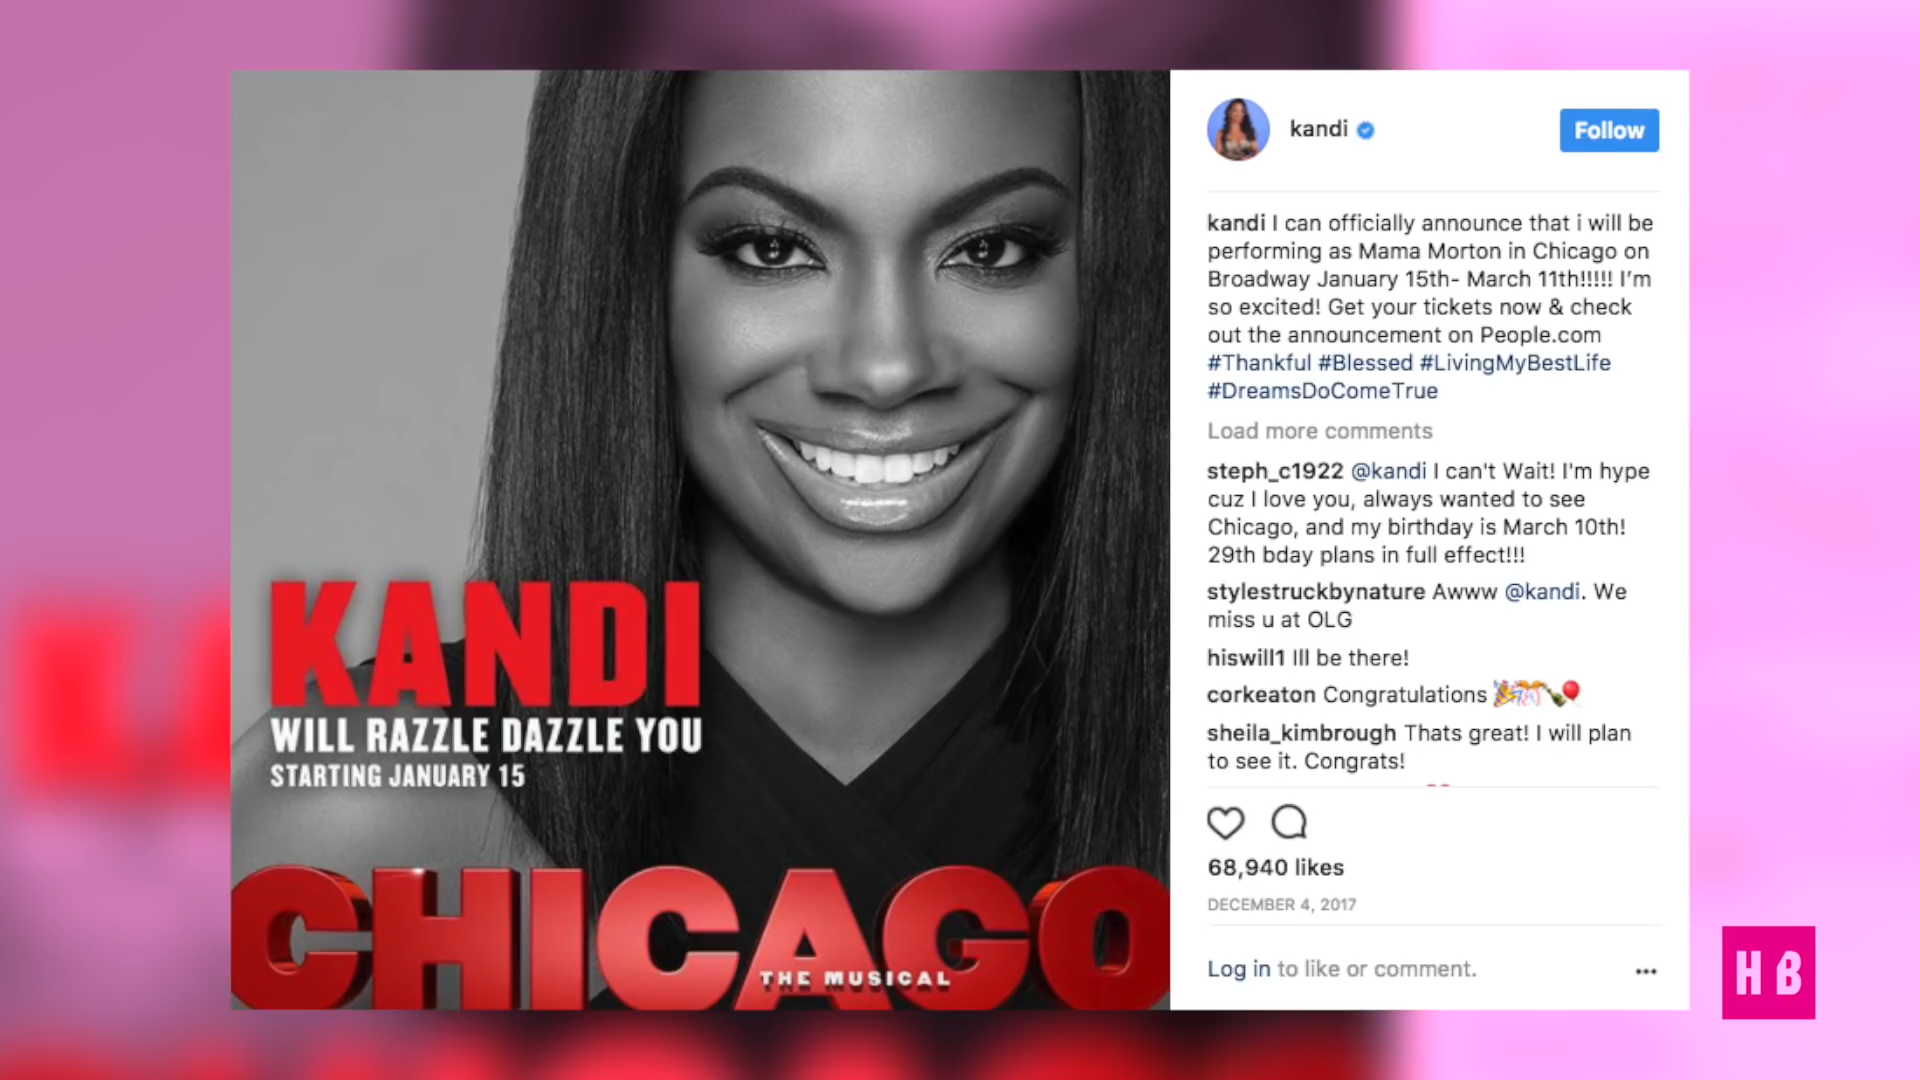 KANDI
WILL RAZZLE DAZZLE YOU
STARTING JANUARY 15
CHICAGO
THE MUSICAL
kandi
Follow
kandi I can officially announce that i will be
performing as Mama Morton in Chicago on
Broadway January 15th- March 11th!!!!! I'm
so excited! Get your tickets now & check
out the announcement on People.com
#Thankful #Blessed #LivingMyBestLife
#DreamsDoComeTrue
Load more comments
steph_c1922 @kandi I can't Wait! I'm hype
cuz I love you, always wanted to see
Chicago, and my birthday is March 10th!
29th bday plans in full effect!!!
stylestruckbynature Awww @kandi. We
miss u at OLG
hiswill1 Ill be there!
corkeaton Congratulations
sheila_kimbrough Thats great! I will plan
to see it. Congrats!
68,940 likes
DECEMBER 4, 2017
Log in to like or comment.
HB